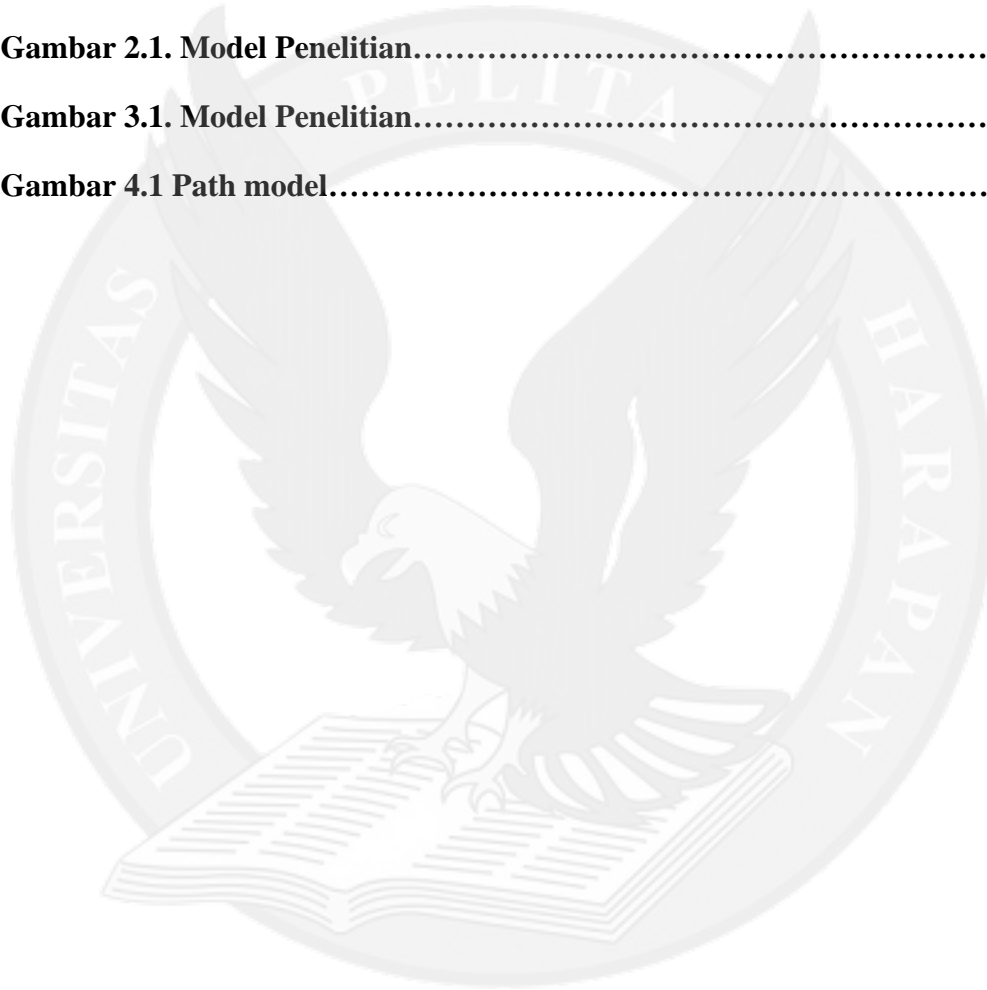 Gambar 2.1. Model Penelitian………………………………………………
Gambar 3.1. Model Penelitian………………………………………………
Gambar 4.1 Path model………………………………………………………
UNIVERSITAS PELITA HARAPAN